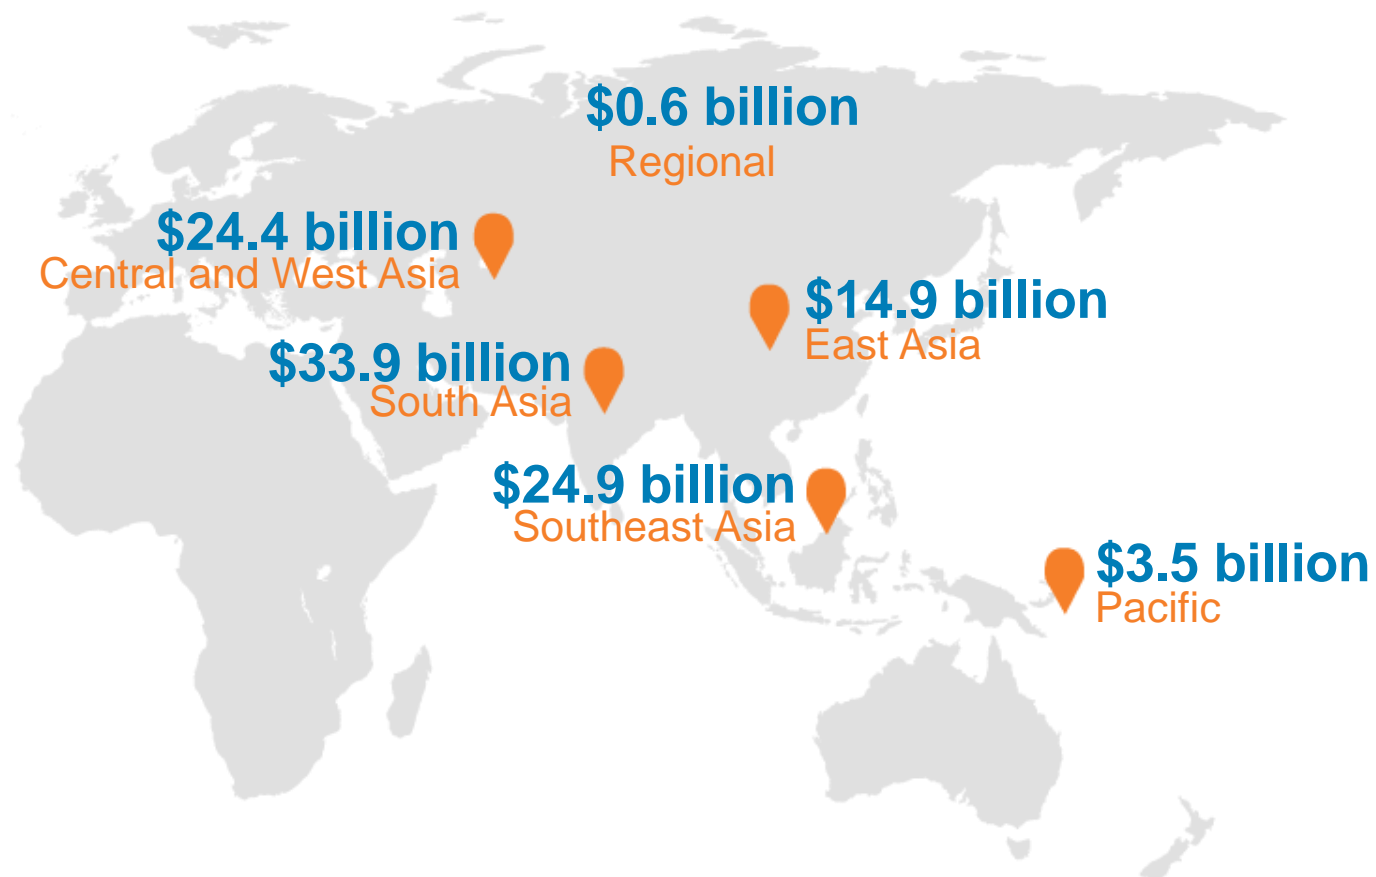 $0.6 billion
Regional
$24.4 billion
Central and West Asia
$14.9 billion
East Asia
$33.9 billion
South Asia
$24.9 billion
Southeast Asia
$3.5 billion
Pacific